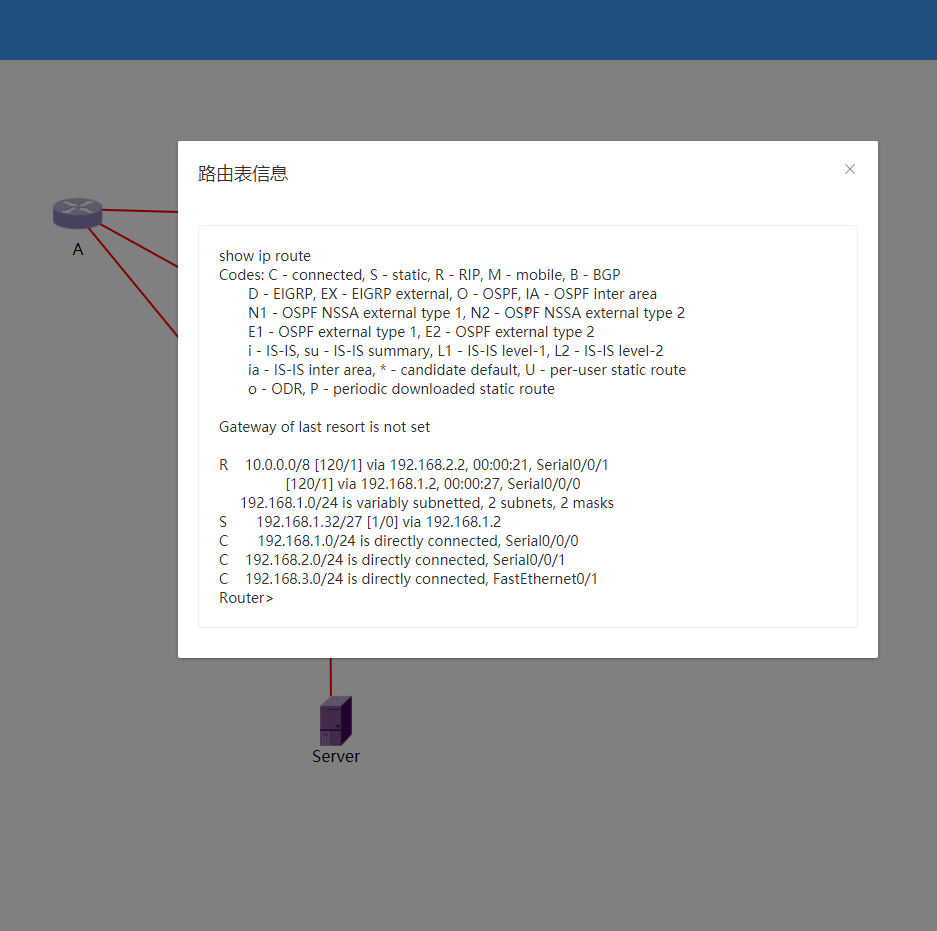 路由表信息
A
show ip route
Codes: C - connected, S - static, R - RIP, M - mobile, B - BGP
D - EIGRP, EX - EIGRP external, O - OSPF, IA - OSPF inter area
N1 - OSPF NSSA external type 1, N2 - OSPF NSSA external type 2
E1 - OSPF external type 1, E2 - OSPF external type 2
i - IS-IS, su - IS-IS summary, L1 - IS-IS level-1, L2 - IS-IS level-2
ia - IS-IS inter area, * - candidate default, U - per-user static route
o - ODR, P - periodic downloaded static route
Gateway of last resort is not set
R 10.0.0.0/8 [120/1] via 192.168.2.2, 00:00:21, Serial0/0/1
[120/1] via 192.168.1.2, 00:00:27, Serial0/0/0
192.168.1.0/24 is variably subnetted, 2 subnets, 2 masks
S 192.168.1.32/27 [1/0] via 192.168.1.2
C 192.168.1.0/24 is directly connected, Serial0/0/0
C 192.168.2.0/24 is directly connected, Serial0/0/1
C 192.168.3.0/24 is directly connected, FastEthernet0/1
Router>
Server